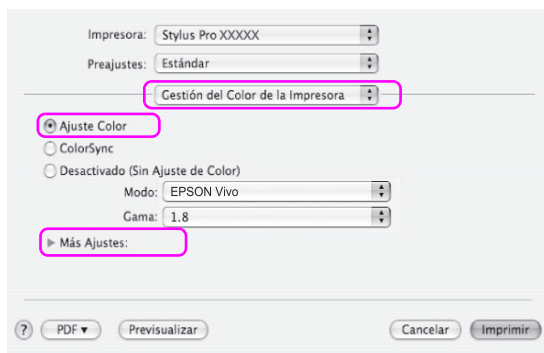 Impresora: Stylus Pro XXXXX
Preajustes: Estándar
Gestión del Color de la Impresora
Ajuste Color
ColorSync
Desactivado (Sin Ajuste de Color)
Modo: EPSON Vivo
Gama: 1.8
Más Ajustes:
? PDF Previsualizar Cancelar Imprimir